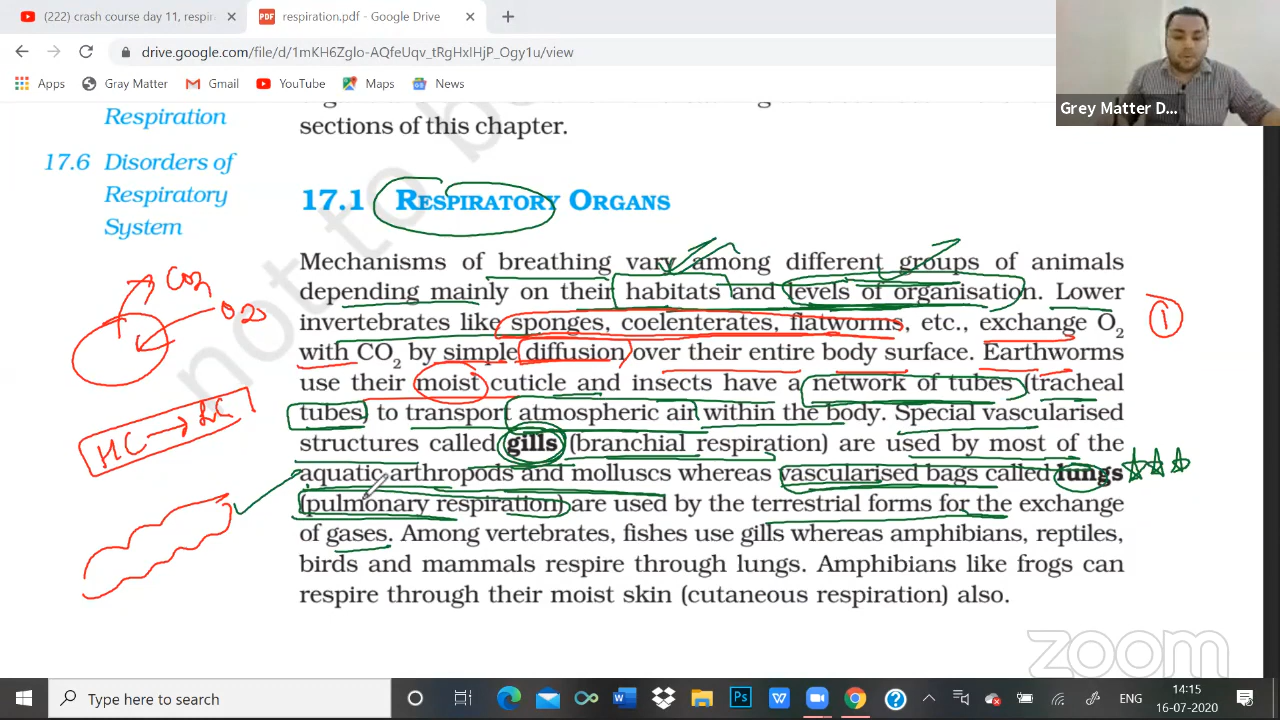 (222) crash course day 11, respir
respiration.pdf - Google Drive
drive.google.com/file/d/1mKH6Zglo-AQfeUqv_tRgHxlHjP_Ogy1u/view
Apps
Grey Matter
Gmail
YouTube
Maps
News
Grey Matter D...
Respiration
sections of this chapter.
17.6 Disorders of
Respiratory
System
17.1 RESPIRATORY ORGANS
Mechanisms of breathing vary among different groups of animals
depending mainly on their habitats and levels of organisation. Lower
invertebrates like sponges, coelenterates, flatworms, etc., exchange O2
with CO2 by simple diffusion over their entire body surface. Earthworms
use their moist cuticle and insects have a network of tubes (tracheal
tubes) to transport atmospheric air within the body. Special vascularised
structures called gills (branchial respiration) are used by most of the
aquatic arthropods and molluscs whereas vascularised bags called lungs
(pulmonary respiration) are used by the terrestrial forms for the exchange
of gases. Among vertebrates, fishes use gills whereas amphibians, reptiles,
birds and mammals respire through lungs. Amphibians like frogs can
respire through their moist skin (cutaneous respiration) also.
CO2
HC → LC
1
not to be
zoom
Type here to search
ENG
14:15
16-07-2020